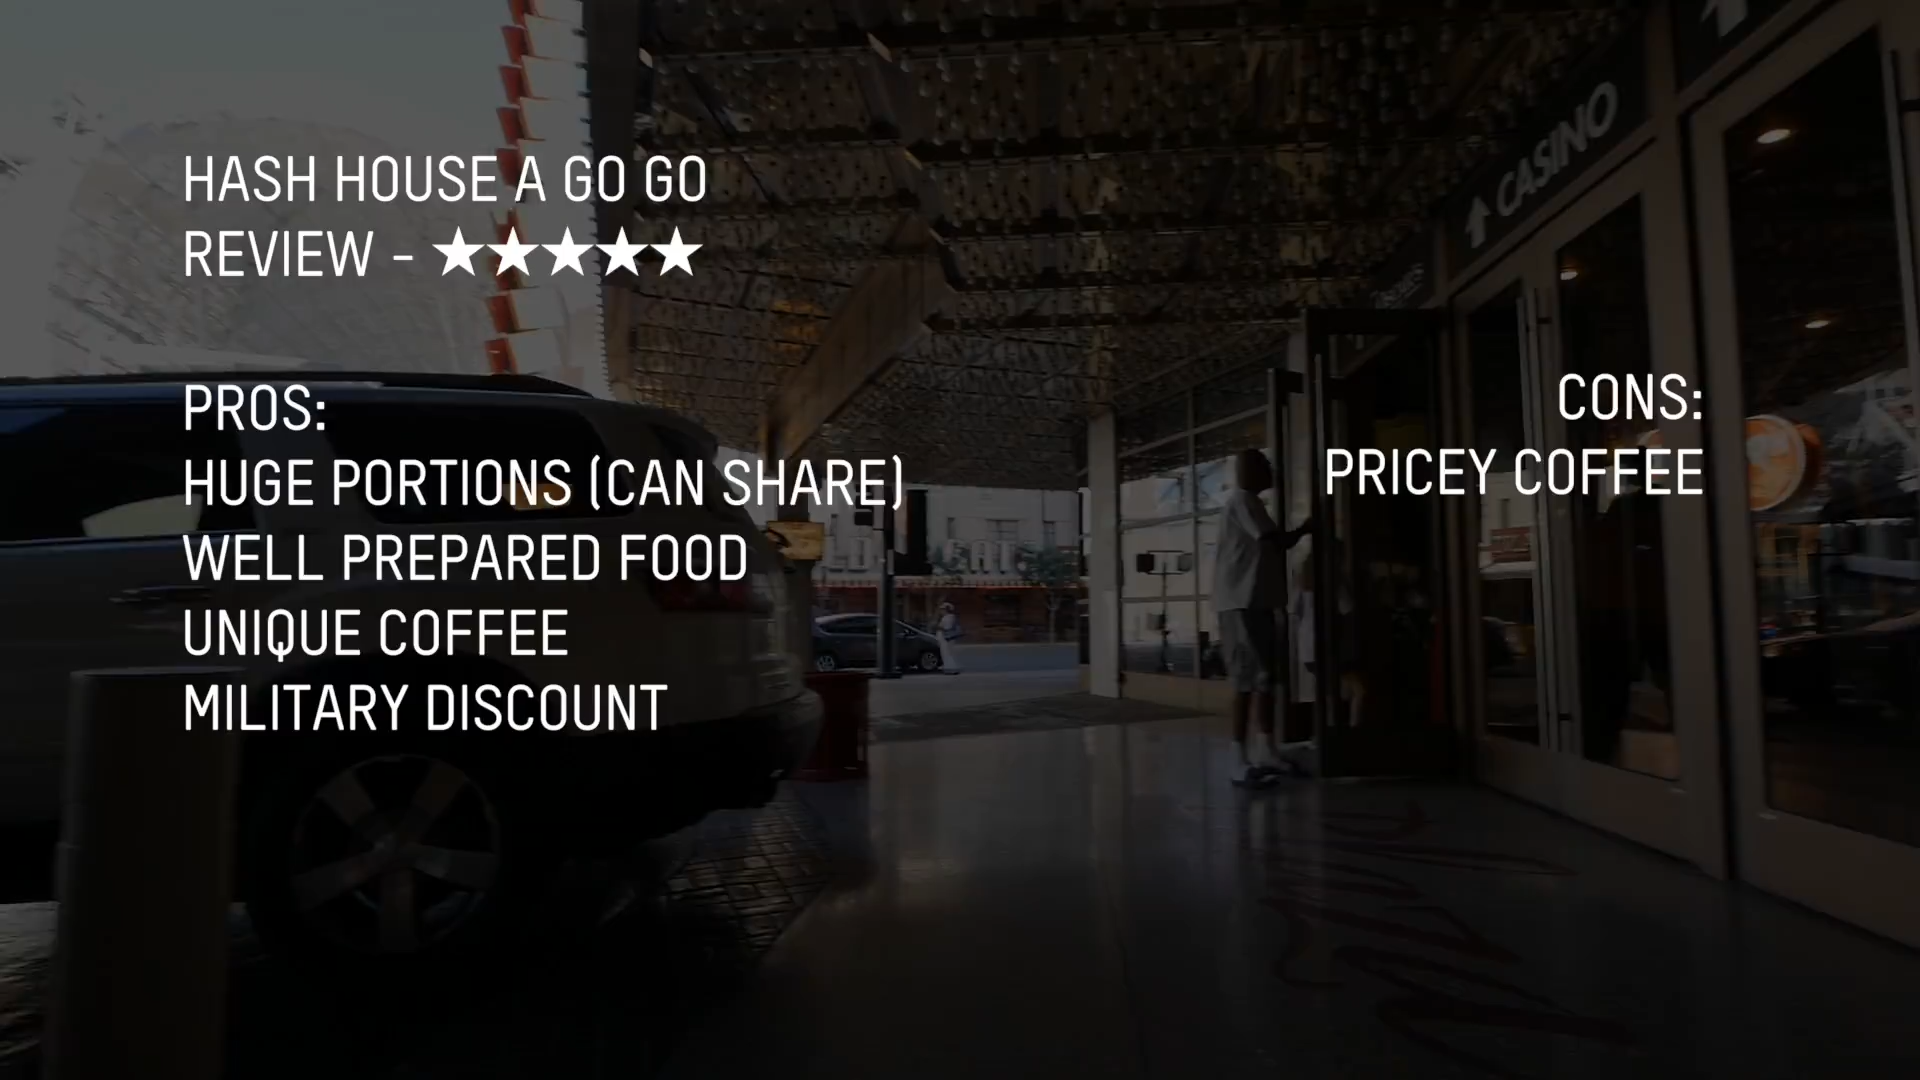 HASH HOUSE A GO GO
REVIEW - ★★★★★
PROS:
HUGE PORTIONS (CAN SHARE)
WELL PREPARED FOOD
UNIQUE COFFEE
MILITARY DISCOUNT
CONS:
PRICEY COFFEE
↑ CASINO